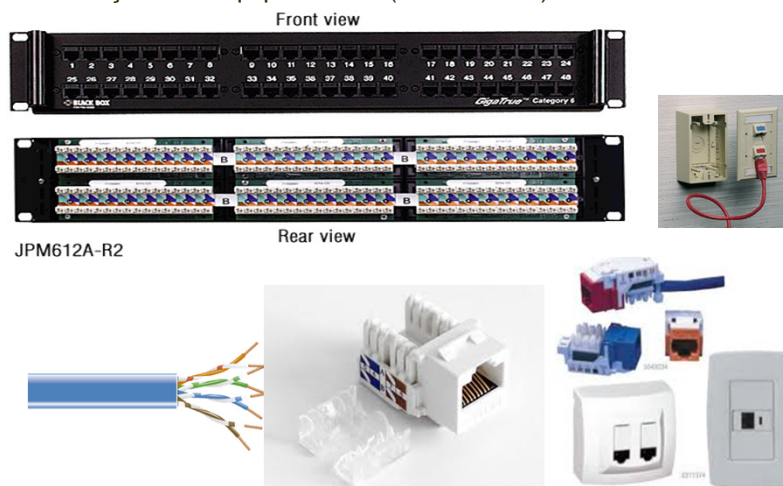 Front view
1 2 3 4 5 6 7 8 9 10 11 12 13 14 15 16 17 18 19 20 21 22 23 24
25 26 27 28 29 30 31 32 33 34 35 36 37 38 39 40 41 42 43 44 45 46 47 48
BLACK BOX
GigaTrue™ Category 6
B B
B B
Rear view
JPM612A-R2